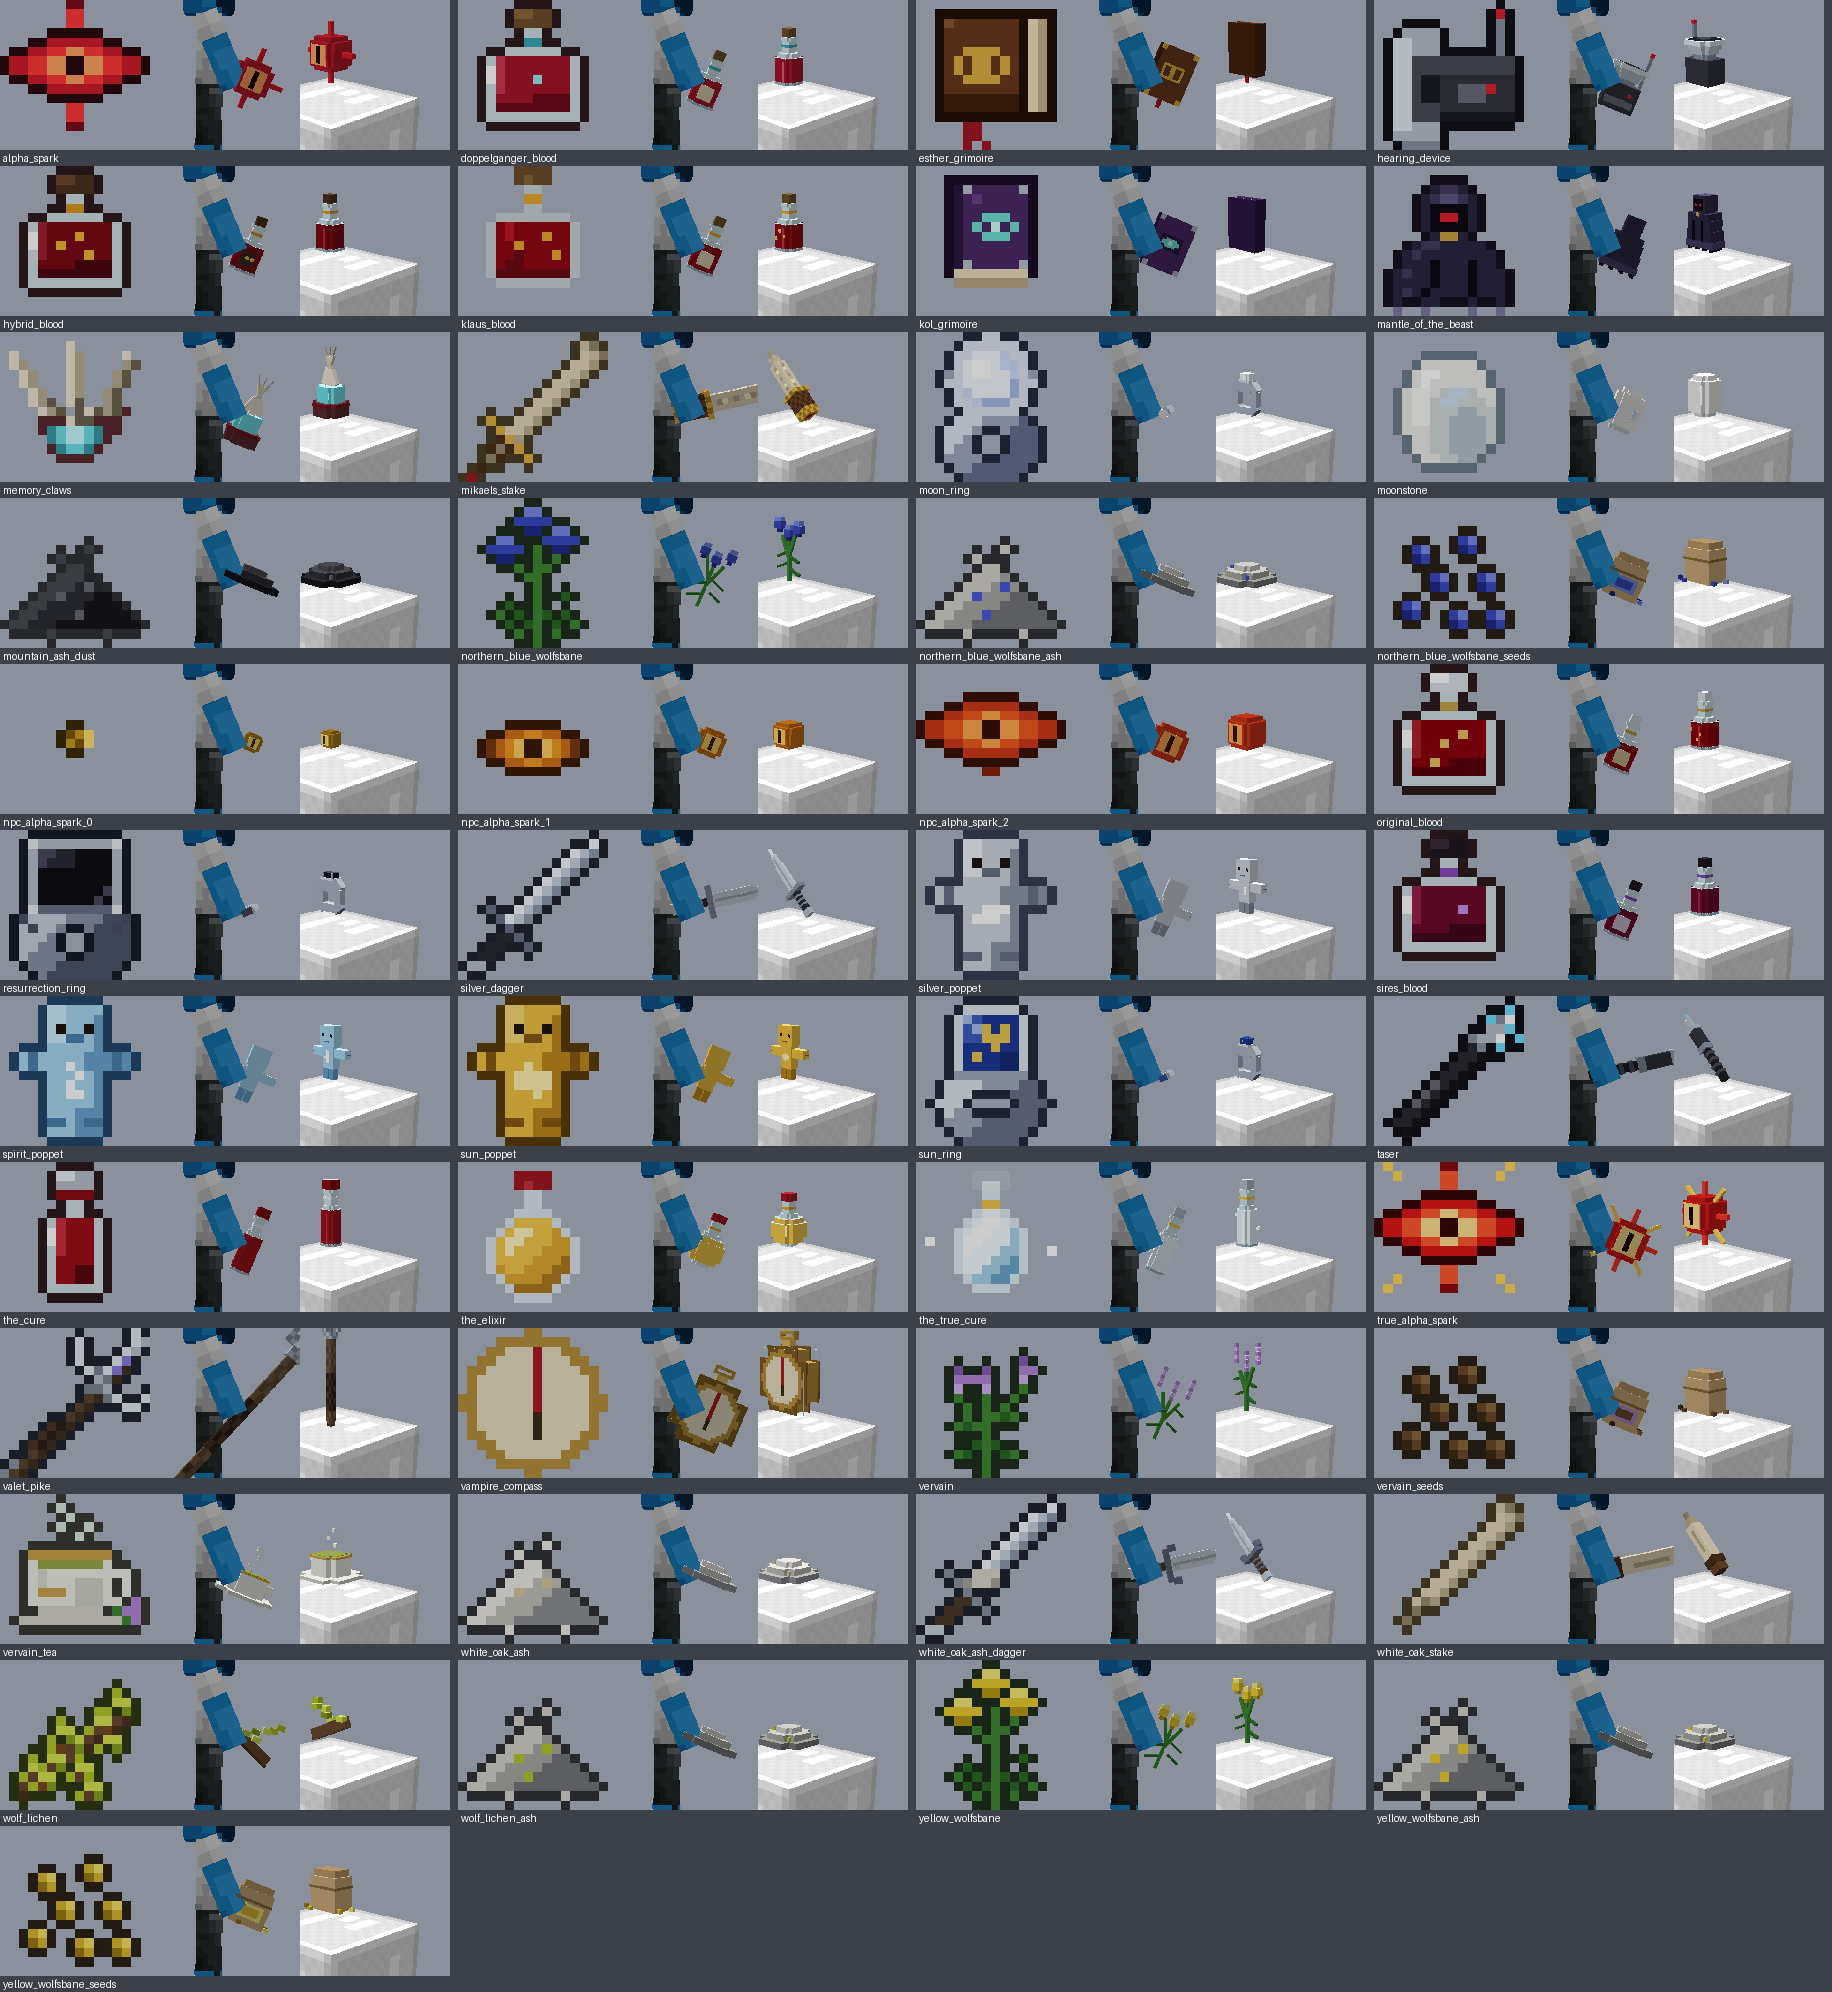 alpha_spark
doppelganger_blood
esther_grimoire
hearing_device
hybrid_blood
klaus_blood
kol_grimoire
mantle_of_the_beast
memory_claws
mikaels_stake
moon_ring
moonstone
mountain_ash_dust
northern_blue_wolfsbane
northern_blue_wolfsbane_ash
northern_blue_wolfsbane_seeds
npc_alpha_spark_0
npc_alpha_spark_1
npc_alpha_spark_2
original_blood
resurrection_ring
silver_dagger
silver_poppet
sires_blood
spirit_poppet
sun_poppet
sun_ring
taser
the_cure
the_elixir
the_true_cure
true_alpha_spark
valet_pike
vampire_compass
vervain
vervain_seeds
vervain_tea
white_oak_ash
white_oak_ash_dagger
white_oak_stake
wolf_lichen
wolf_lichen_ash
yellow_wolfsbane
yellow_wolfsbane_ash
yellow_wolfsbane_seeds